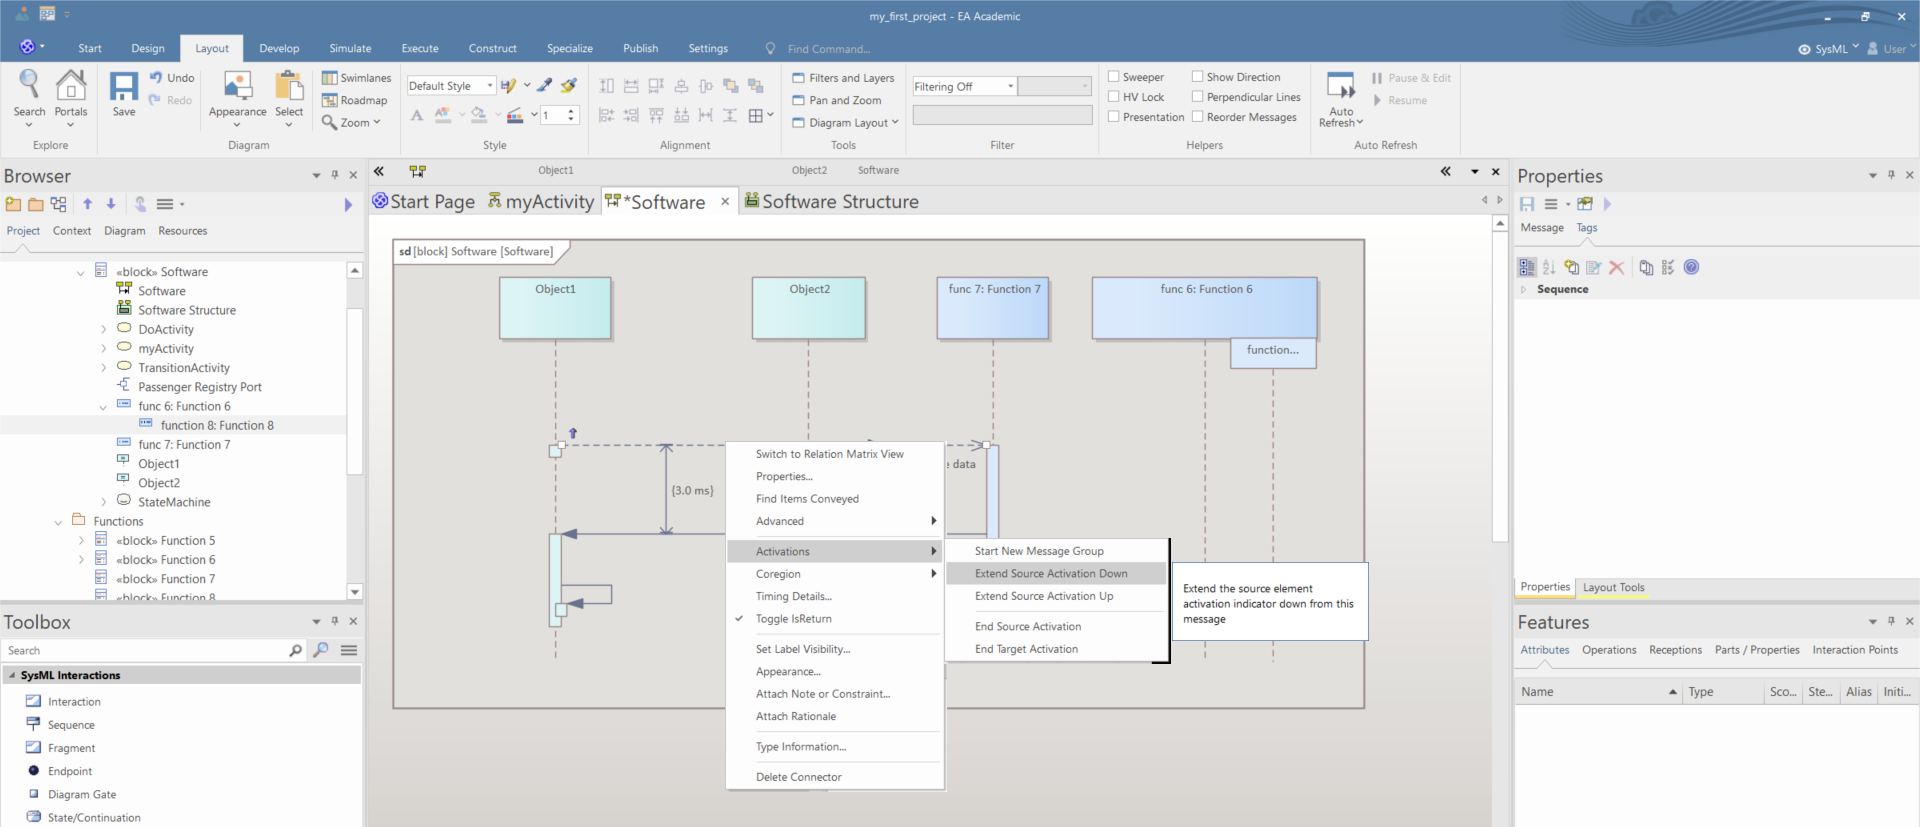 my_first_project - EA Academic
Start Design Layout Develop Simulate Execute Construct Specialize Publish Settings Find Command... SysML User
Search Portals
Explore
Save Undo Redo
Appearance Select
Swimlanes
Roadmap
Zoom
Diagram
Default Style
1
Style
Alignment
Filters and Layers
Pan and Zoom
Diagram Layout
Tools
Filtering Off
Filter
Sweeper Show Direction
HV Lock Perpendicular Lines
Presentation Reorder Messages
Helpers
Auto
Refresh
Pause & Edit
Resume
Auto Refresh
Browser
Project Context Diagram Resources
«block» Software
Software
Software Structure
DoActivity
myActivity
TransitionActivity
Passenger Registry Port
func 6: Function 6
function 8: Function 8
func 7: Function 7
Object1
Object2
StateMachine
Functions
«block» Function 5
«block» Function 6
«block» Function 7
«block» Function 8
Toolbox
Search
SysML Interactions
Interaction
Sequence
Fragment
Endpoint
Diagram Gate
State/Continuation
Object1 Object2 Software
Start Page myActivity *Software Software Structure
sd [block] Software [Software]
Object1 Object2 func 7: Function 7 func 6: Function 6
function...
{3.0 ms}
data
Switch to Relation Matrix View
Properties...
Find Items Conveyed
Advanced
Activations
Coregion
Timing Details...
Toggle IsReturn
Set Label Visibility...
Appearance...
Attach Note or Constraint...
Attach Rationale
Type Information...
Delete Connector
Start New Message Group
Extend Source Activation Down
Extend Source Activation Up
End Source Activation
End Target Activation
Extend the source element
activation indicator down from this
message
Properties
Message Tags
Sequence
Properties Layout Tools
Features
Attributes Operations Receptions Parts / Properties Interaction Points
Name Type Sco... Ste... Alias Initi...